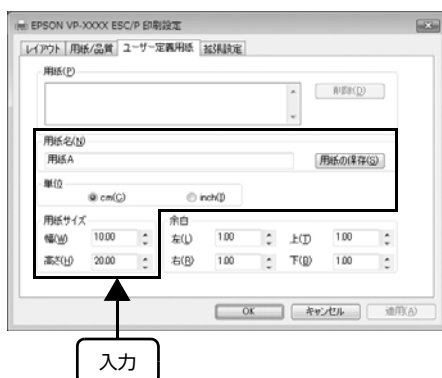 EPSON VP-XXXX ESC/P 印刷設定
レイアウト 用紙/品質 ユーザー定義用紙 拡張設定
用紙(P)
削除(D)
用紙名(N)
用紙A 用紙の保存(S)
単位
cm(C) inch(I)
用紙サイズ 余白
幅(W) 10.00 左(L) 1.00 上(T) 1.00
高さ(H) 20.00 右(R) 1.00 下(B) 1.00
OK キャンセル 適用(A)
入力